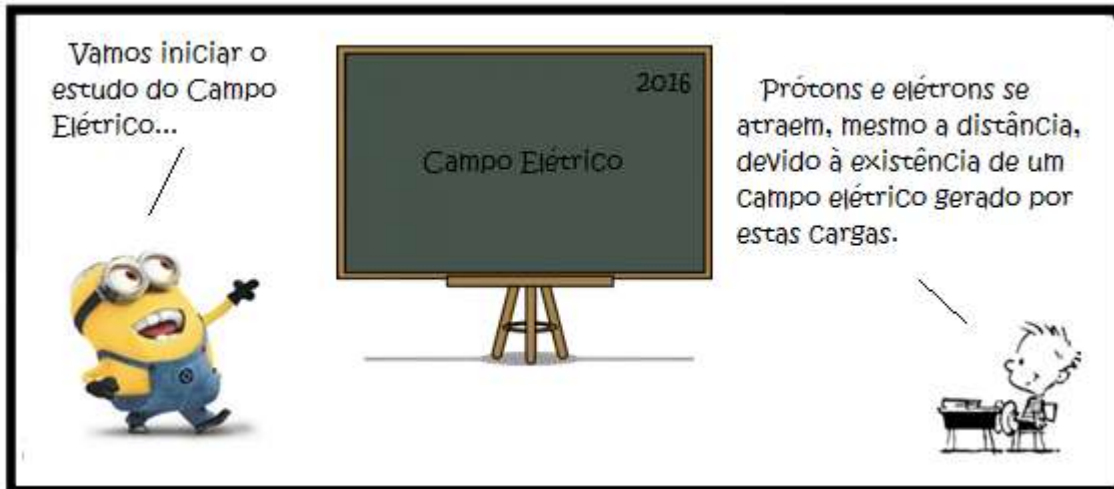 Vamos iniciar o
estudo do Campo
Elétrico...
2016
Campo Elétrico
Prótons e elétrons se
atraem, mesmo a distância,
devido à existência de um
campo elétrico gerado por
estas cargas.